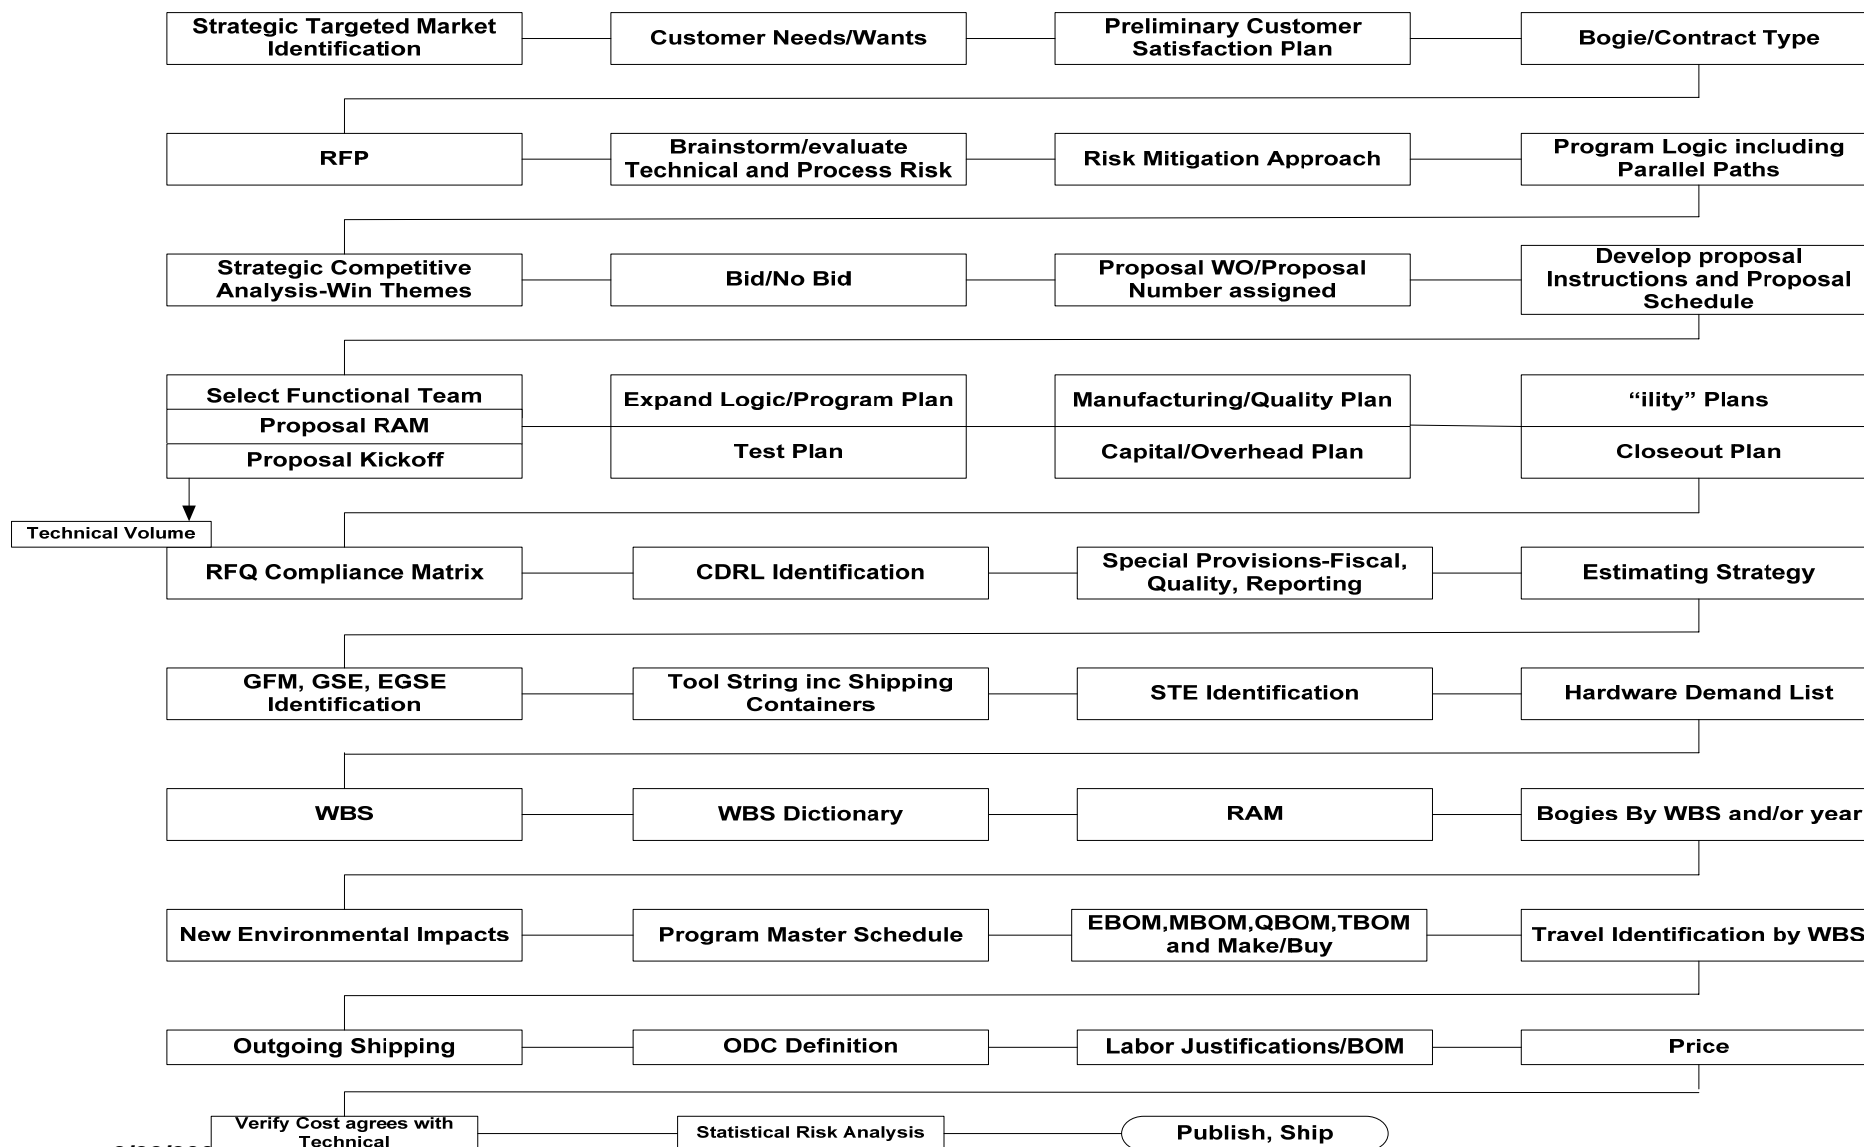 Strategic Targeted Market
Identification
Customer Needs/Wants
Preliminary Customer
Satisfaction Plan
Bogie/Contract Type
RFP
Brainstorm/evaluate
Technical and Process Risk
Risk Mitigation Approach
Program Logic including
Parallel Paths
Strategic Competitive
Analysis-Win Themes
Bid/No Bid
Proposal WO/Proposal
Number assigned
Develop proposal
Instructions and Proposal
Schedule
Select Functional Team
Proposal RAM
Proposal Kickoff
Expand Logic/Program Plan
Test Plan
Manufacturing/Quality Plan
Capital/Overhead Plan
“ility” Plans
Closeout Plan
Technical Volume
RFQ Compliance Matrix
CDRL Identification
Special Provisions-Fiscal,
Quality, Reporting
Estimating Strategy
GFM, GSE, EGSE
Identification
Tool String inc Shipping
Containers
STE Identification
Hardware Demand List
WBS
WBS Dictionary
RAM
Bogies By WBS and/or year
New Environmental Impacts
Program Master Schedule
EBOM,MBOM,QBOM,TBOM
and Make/Buy
Travel Identification by WBS
Outgoing Shipping
ODC Definition
Labor Justifications/BOM
Price
Verify Cost agrees with
Technical
Statistical Risk Analysis
Publish, Ship